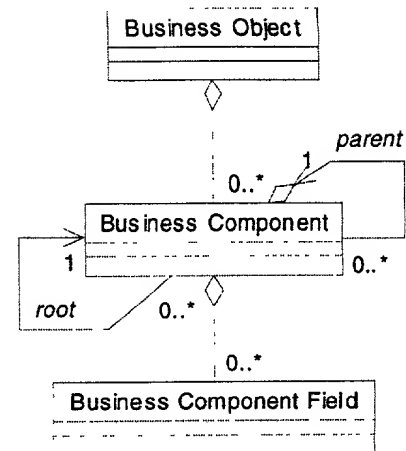 Business Object
parent
1
0..*
Business Component
1
0..*
root
0..*
0..*
Business Component Field